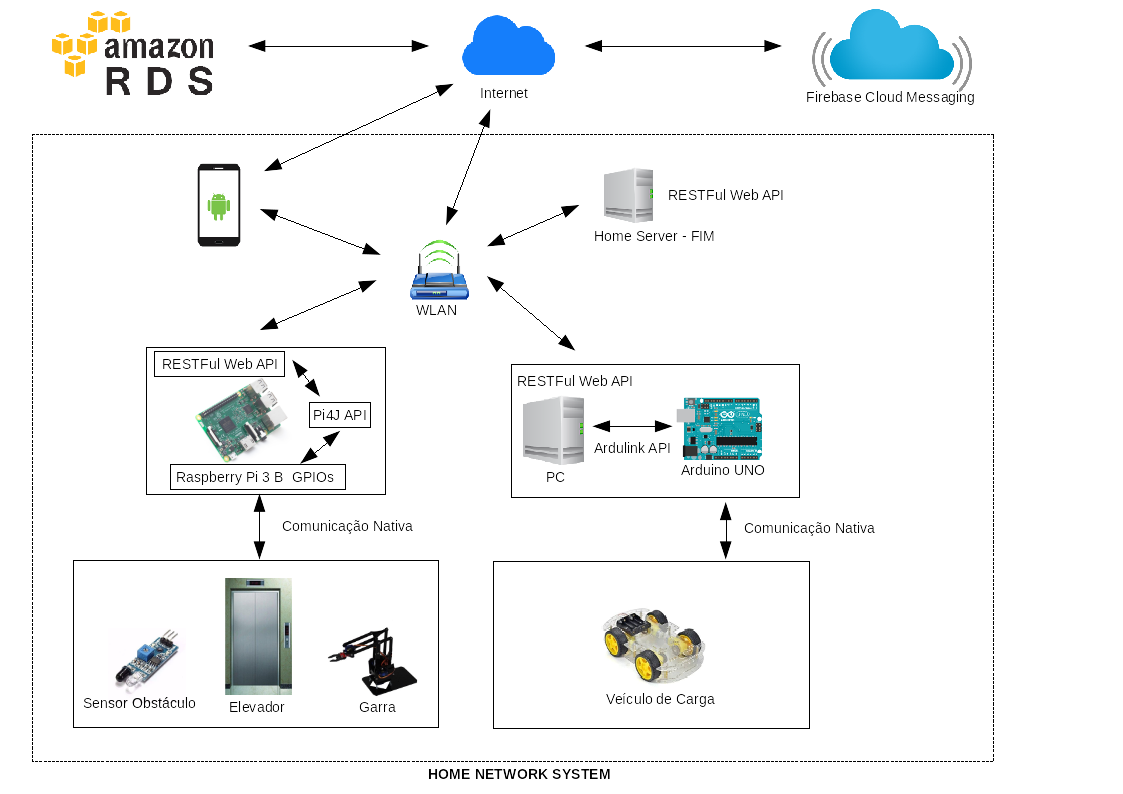 amazon
RDS
Internet
Firebase Cloud Messaging
RESTFul Web API
Home Server - FIM
WLAN
RESTFul Web API
Pi4J API
Raspberry Pi 3 B GPIOs
RESTFul Web API
Ardulink API
PC
Arduino UNO
Comunicação Nativa
Comunicação Nativa
Sensor Obstáculo
Elevador
Garra
Veículo de Carga
HOME NETWORK SYSTEM